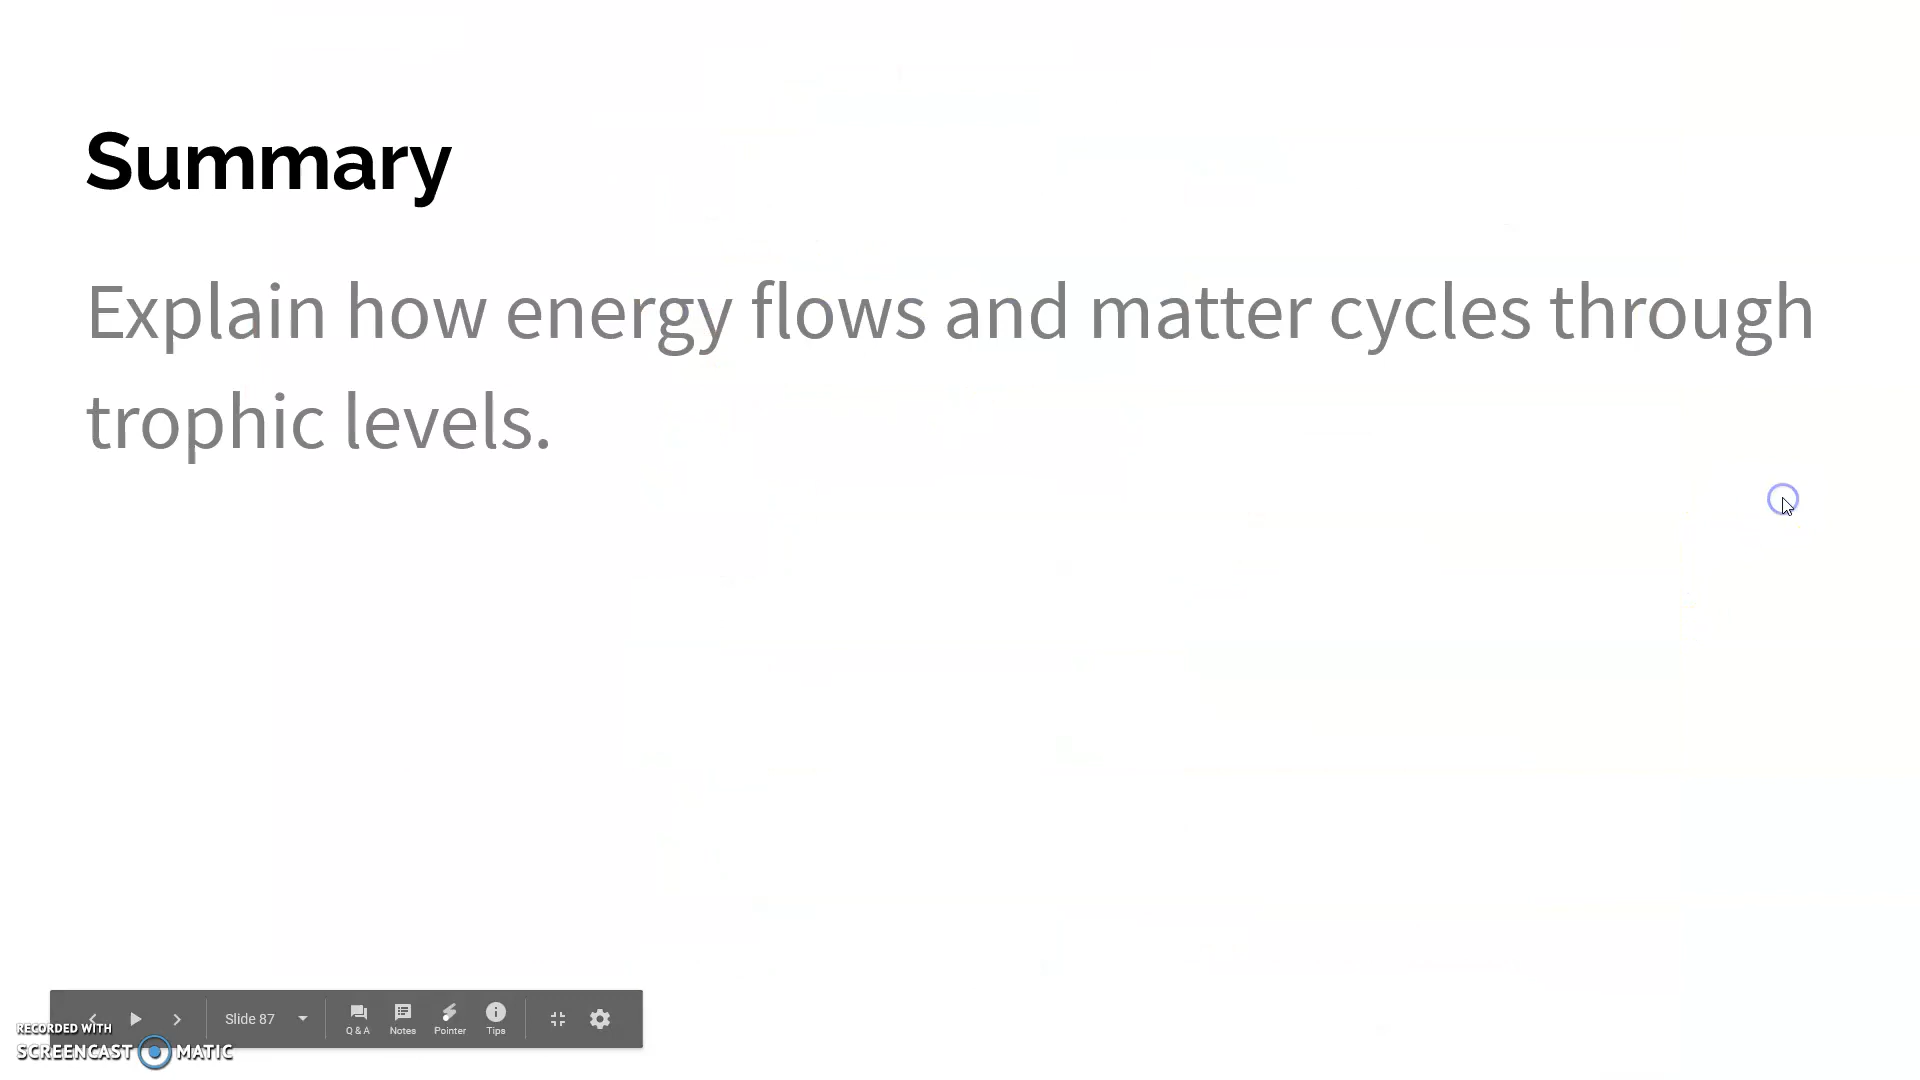 Summary
Explain how energy flows and matter cycles through
trophic levels.
Slide 87
Q & A Notes Pointer Tips
RECORDED WITH
SCREENCAST MATIC